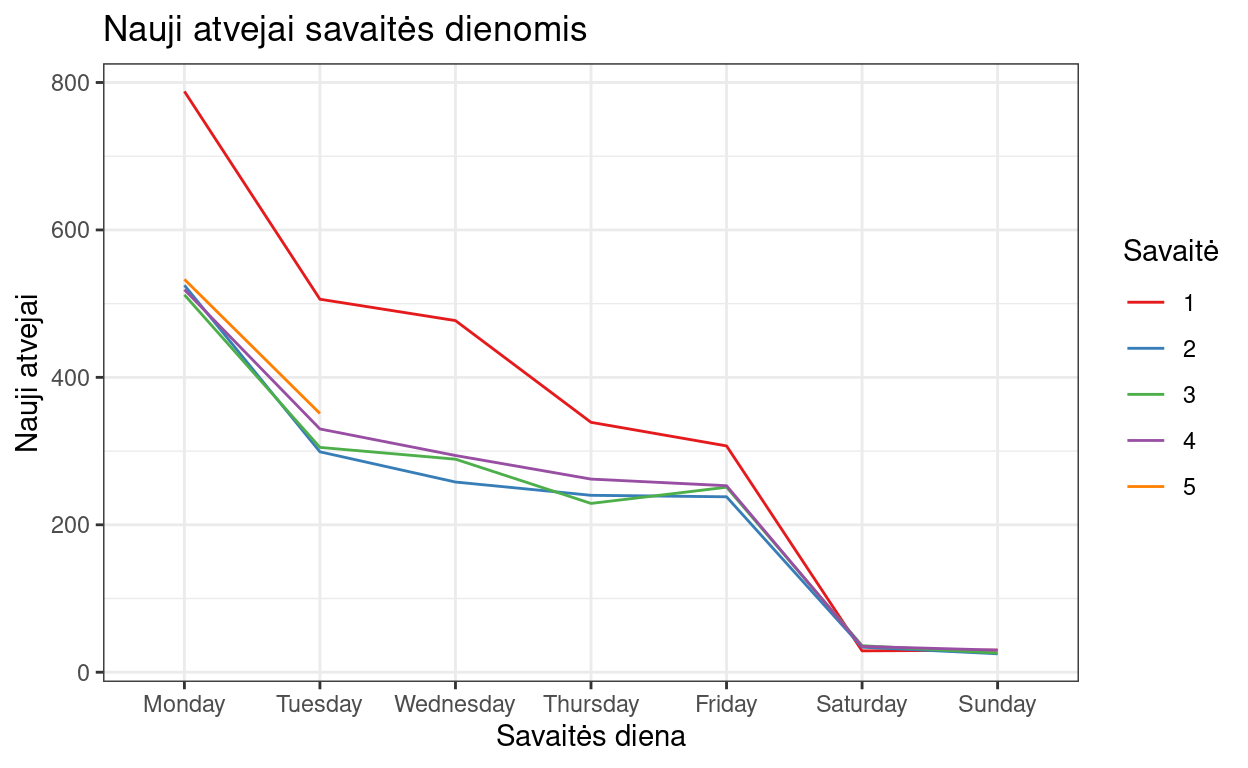 Nauji atvejai savaitės dienomis
800
600
400
200
0
Nauji atvejai
Monday Tuesday Wednesday Thursday Friday Saturday Sunday
Savaitės diena
Savaitė
1
2
3
4
5